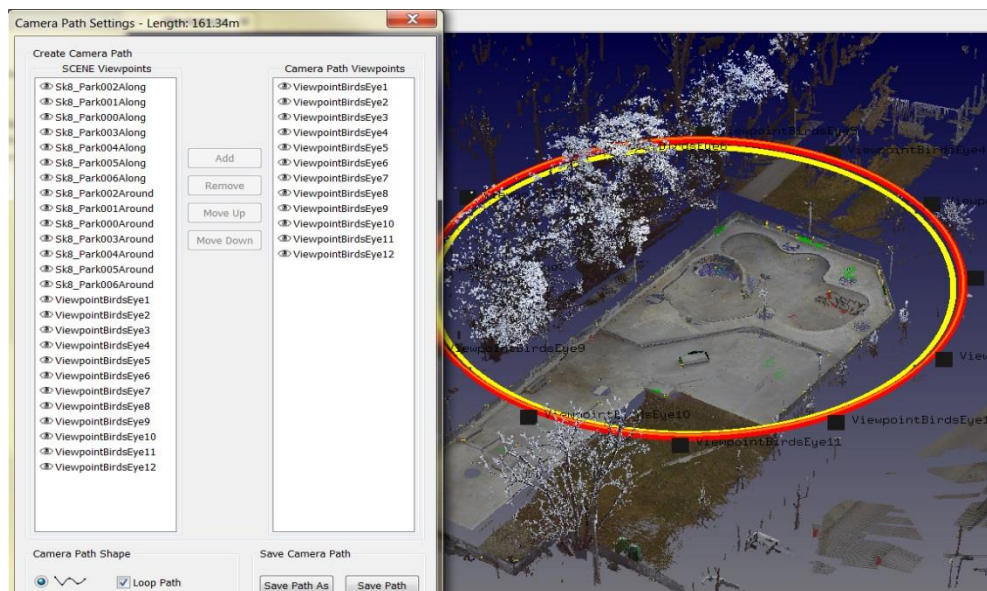 Camera Path Settings - Length: 161.34m
Create Camera Path
SCENE Viewpoints
Sk8_Park002Along
Sk8_Park001Along
Sk8_Park000Along
Sk8_Park003Along
Sk8_Park004Along
Sk8_Park005Along
Sk8_Park006Along
Sk8_Park002Around
Sk8_Park001Around
Sk8_Park000Around
Sk8_Park003Around
Sk8_Park004Around
Sk8_Park005Around
Sk8_Park006Around
ViewpointBirdsEye1
ViewpointBirdsEye2
ViewpointBirdsEye3
ViewpointBirdsEye4
ViewpointBirdsEye5
ViewpointBirdsEye6
ViewpointBirdsEye7
ViewpointBirdsEye8
ViewpointBirdsEye9
ViewpointBirdsEye10
ViewpointBirdsEye11
ViewpointBirdsEye12
Add
Remove
Move Up
Move Down
Camera Path Viewpoints
ViewpointBirdsEye1
ViewpointBirdsEye2
ViewpointBirdsEye3
ViewpointBirdsEye4
ViewpointBirdsEye5
ViewpointBirdsEye6
ViewpointBirdsEye7
ViewpointBirdsEye8
ViewpointBirdsEye9
ViewpointBirdsEye10
ViewpointBirdsEye11
ViewpointBirdsEye12
Camera Path Shape
Loop Path
Save Camera Path
Save Path As
Save Path
ViewpointBirdsEye4
ViewpointBirdsEye9
ViewpointBirdsEye11
ViewpointBirdsEye1